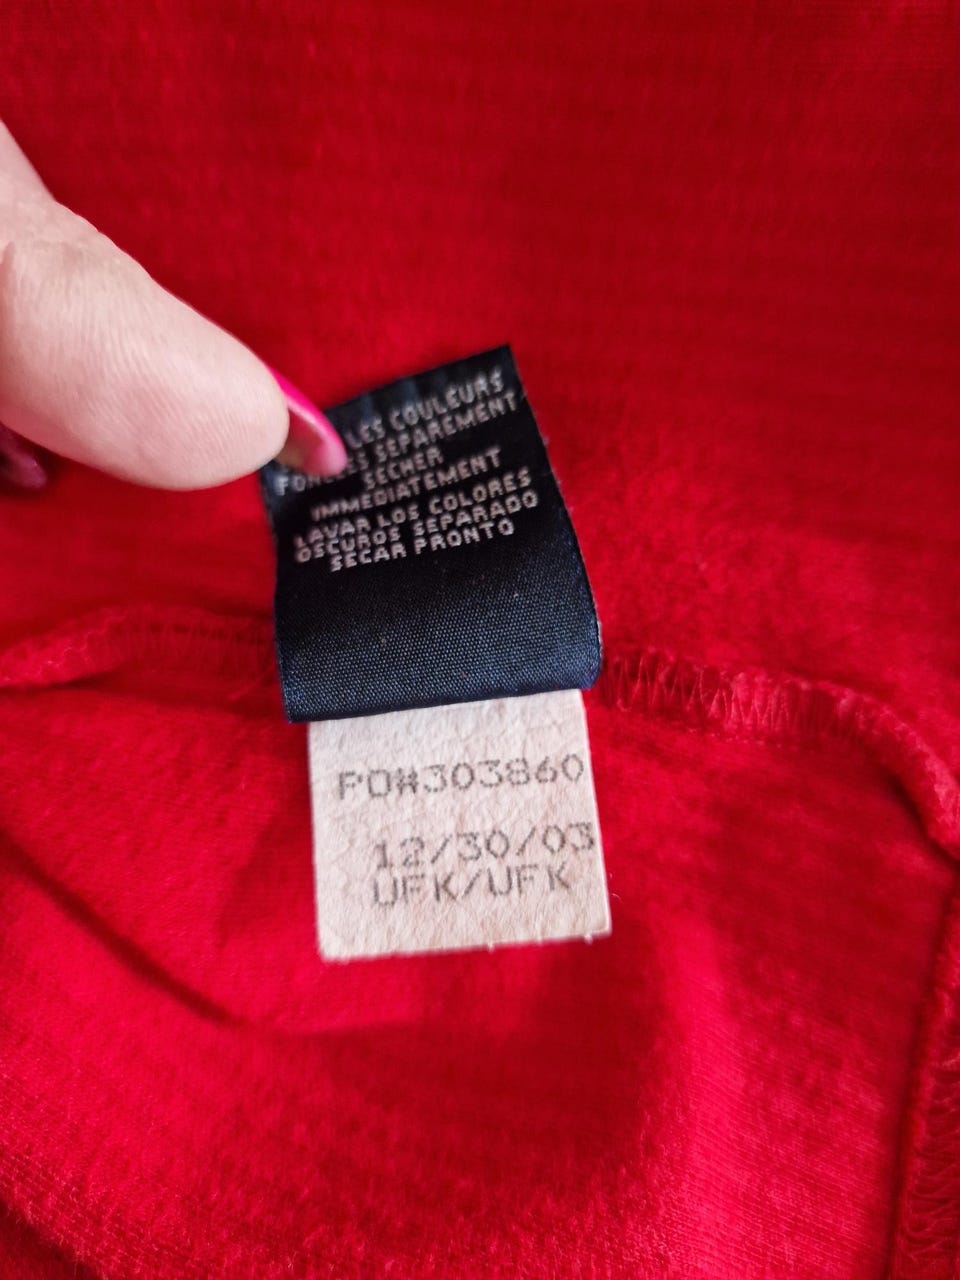 LES COULEURS
SEPAREMENT
SECHER
IMMEDIATEMENT
LAVAR LOS COLORES
OSCUROS SEPARADO
SECAR PRONTO
PO#303860
12/30/03
UFK/UFK